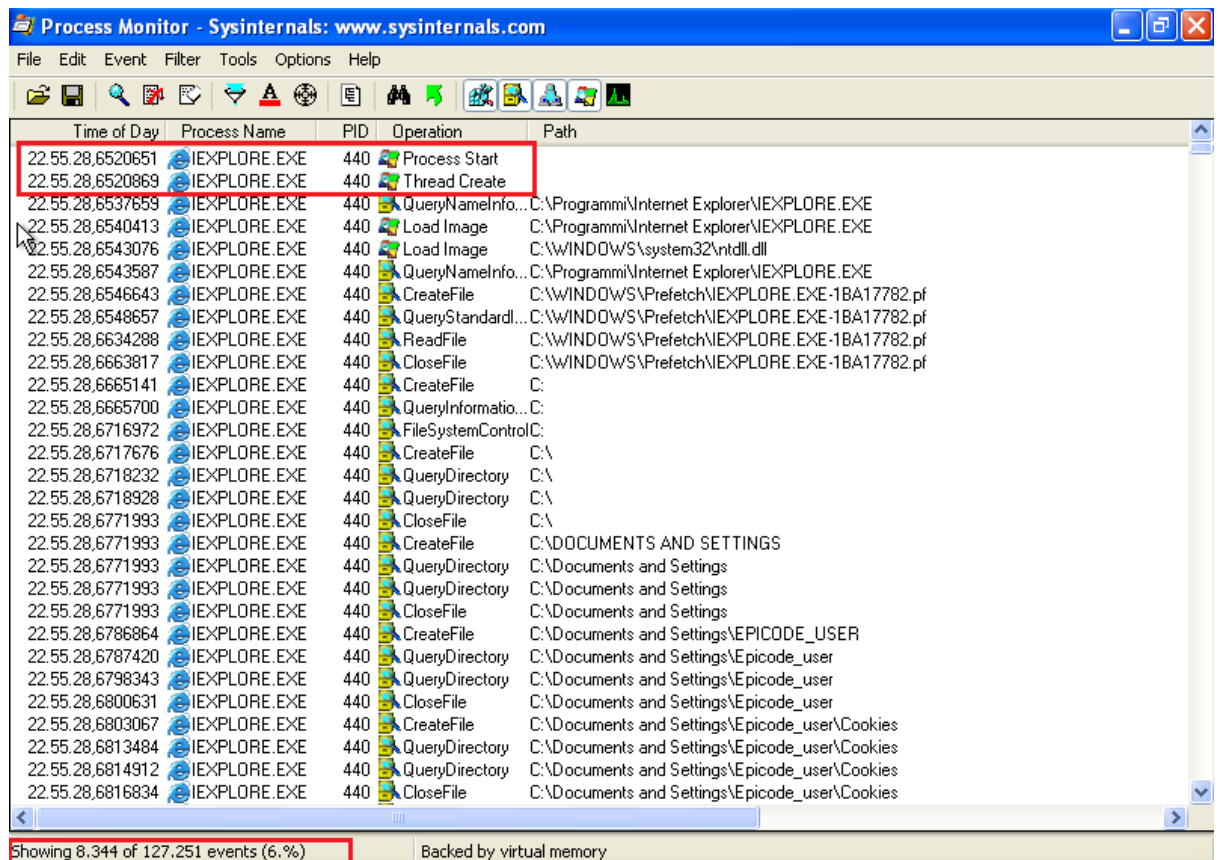 Process Monitor - Sysinternals: www.sysinternals.com
File Edit Event Filter Tools Options Help
Time of Day Process Name PID Operation Path
22.55.28,6520651 IEXPLORE.EXE 440 Process Start
22.55.28,6520869 IEXPLORE.EXE 440 Thread Create
22.55.28,6537659 IEXPLORE.EXE 440 QueryNameInfo... C:\Programmi\Internet Explorer\IEXPLORE.EXE
22.55.28,6540413 IEXPLORE.EXE 440 Load Image C:\Programmi\Internet Explorer\IEXPLORE.EXE
22.55.28,6543076 IEXPLORE.EXE 440 Load Image C:\WINDOWS\system32\ntdll.dll
22.55.28,6543587 IEXPLORE.EXE 440 QueryNameInfo... C:\Programmi\Internet Explorer\IEXPLORE.EXE
22.55.28,6546643 IEXPLORE.EXE 440 CreateFile C:\WINDOWS\Prefetch\IEXPLORE.EXE-1BA17782.pf
22.55.28,6548657 IEXPLORE.EXE 440 QueryStandardI... C:\WINDOWS\Prefetch\IEXPLORE.EXE-1BA17782.pf
22.55.28,6634288 IEXPLORE.EXE 440 ReadFile C:\WINDOWS\Prefetch\IEXPLORE.EXE-1BA17782.pf
22.55.28,6663817 IEXPLORE.EXE 440 CloseFile C:\WINDOWS\Prefetch\IEXPLORE.EXE-1BA17782.pf
22.55.28,6665141 IEXPLORE.EXE 440 CreateFile C:
22.55.28,6665700 IEXPLORE.EXE 440 QueryInformatio... C:
22.55.28,6716972 IEXPLORE.EXE 440 FileSystemControl C:
22.55.28,6717676 IEXPLORE.EXE 440 CreateFile C:\
22.55.28,6718232 IEXPLORE.EXE 440 QueryDirectory C:\
22.55.28,6718928 IEXPLORE.EXE 440 QueryDirectory C:\
22.55.28,6771993 IEXPLORE.EXE 440 CloseFile C:\
22.55.28,6771993 IEXPLORE.EXE 440 CreateFile C:\DOCUMENTS AND SETTINGS
22.55.28,6771993 IEXPLORE.EXE 440 QueryDirectory C:\Documents and Settings
22.55.28,6771993 IEXPLORE.EXE 440 QueryDirectory C:\Documents and Settings
22.55.28,6771993 IEXPLORE.EXE 440 CloseFile C:\Documents and Settings
22.55.28,6786864 IEXPLORE.EXE 440 CreateFile C:\Documents and Settings\EPICODE_USER
22.55.28,6787420 IEXPLORE.EXE 440 QueryDirectory C:\Documents and Settings\Epicode_user
22.55.28,6798343 IEXPLORE.EXE 440 QueryDirectory C:\Documents and Settings\Epicode_user
22.55.28,6800631 IEXPLORE.EXE 440 CloseFile C:\Documents and Settings\Epicode_user
22.55.28,6803067 IEXPLORE.EXE 440 CreateFile C:\Documents and Settings\Epicode_user\Cookies
22.55.28,6813484 IEXPLORE.EXE 440 QueryDirectory C:\Documents and Settings\Epicode_user\Cookies
22.55.28,6814912 IEXPLORE.EXE 440 QueryDirectory C:\Documents and Settings\Epicode_user\Cookies
22.55.28,6816834 IEXPLORE.EXE 440 CloseFile C:\Documents and Settings\Epicode_user\Cookies
Showing 8.344 of 127.251 events (6.%) Backed by virtual memory